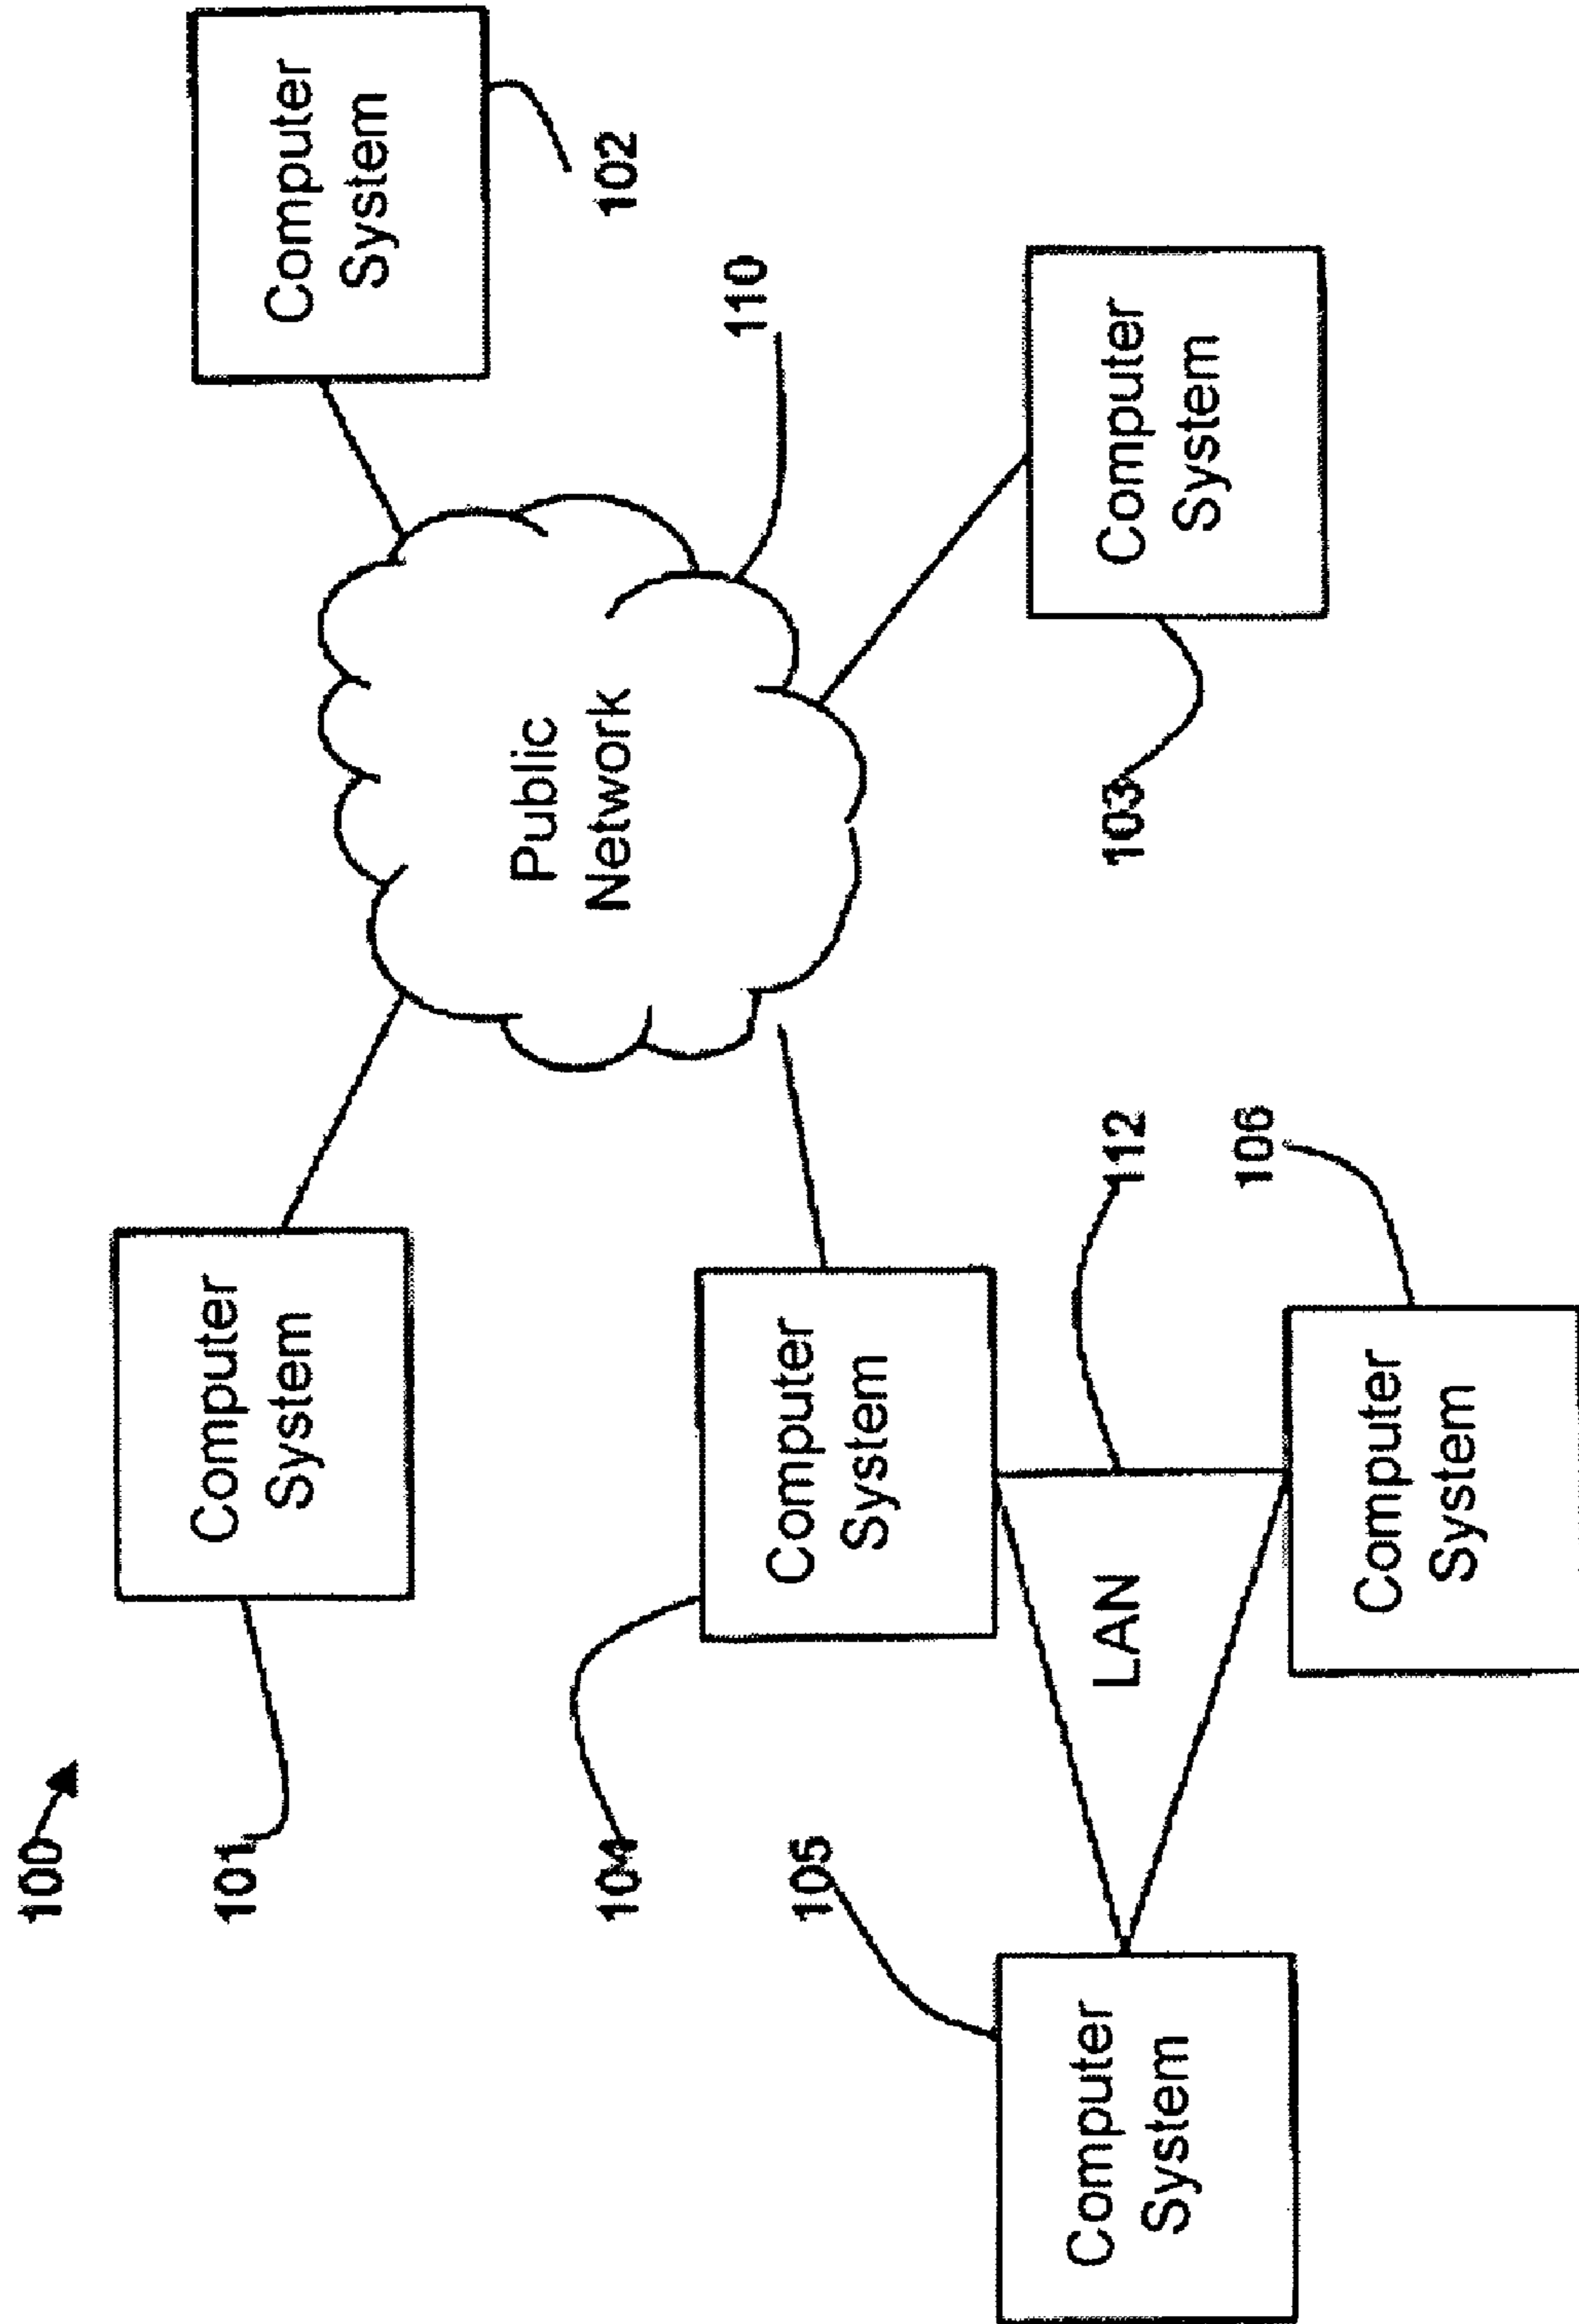 100
101
Computer
System
Computer
System
102
Public
Network
110
104
Computer
System
105
LAN
112
103
Computer
System
106
Computer
System
Computer
System